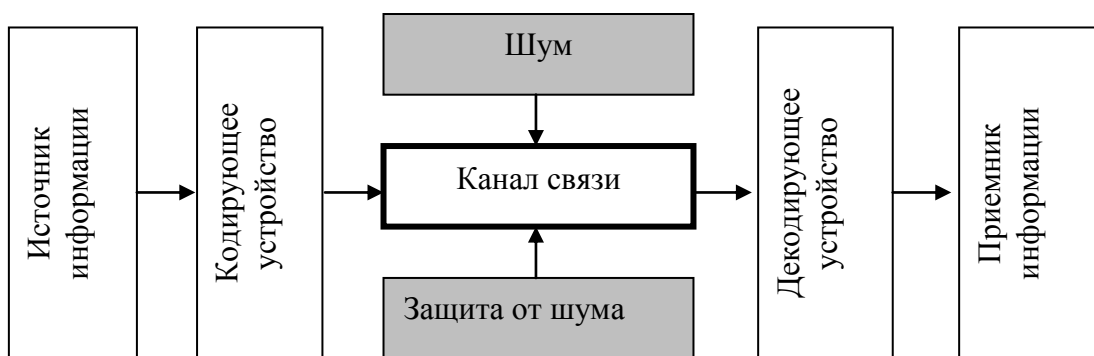 Источник
информации
Кодирующее
устройство
Шум
Канал связи
Защита от шума
Декодирующее
устройство
Приемник
информации